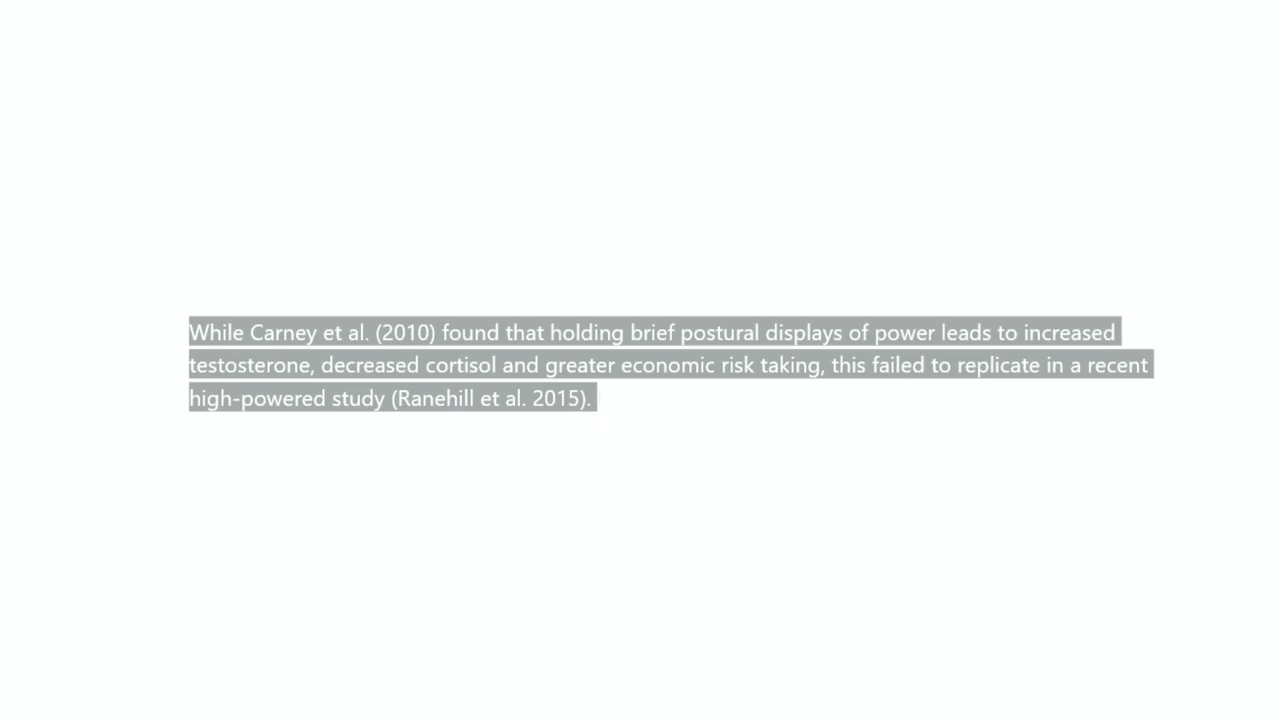 While Carney et al. (2010) found that holding brief postural displays of power leads to increased
testosterone, decreased cortisol and greater economic risk taking, this failed to replicate in a recent
high-powered study (Ranehill et al. 2015).